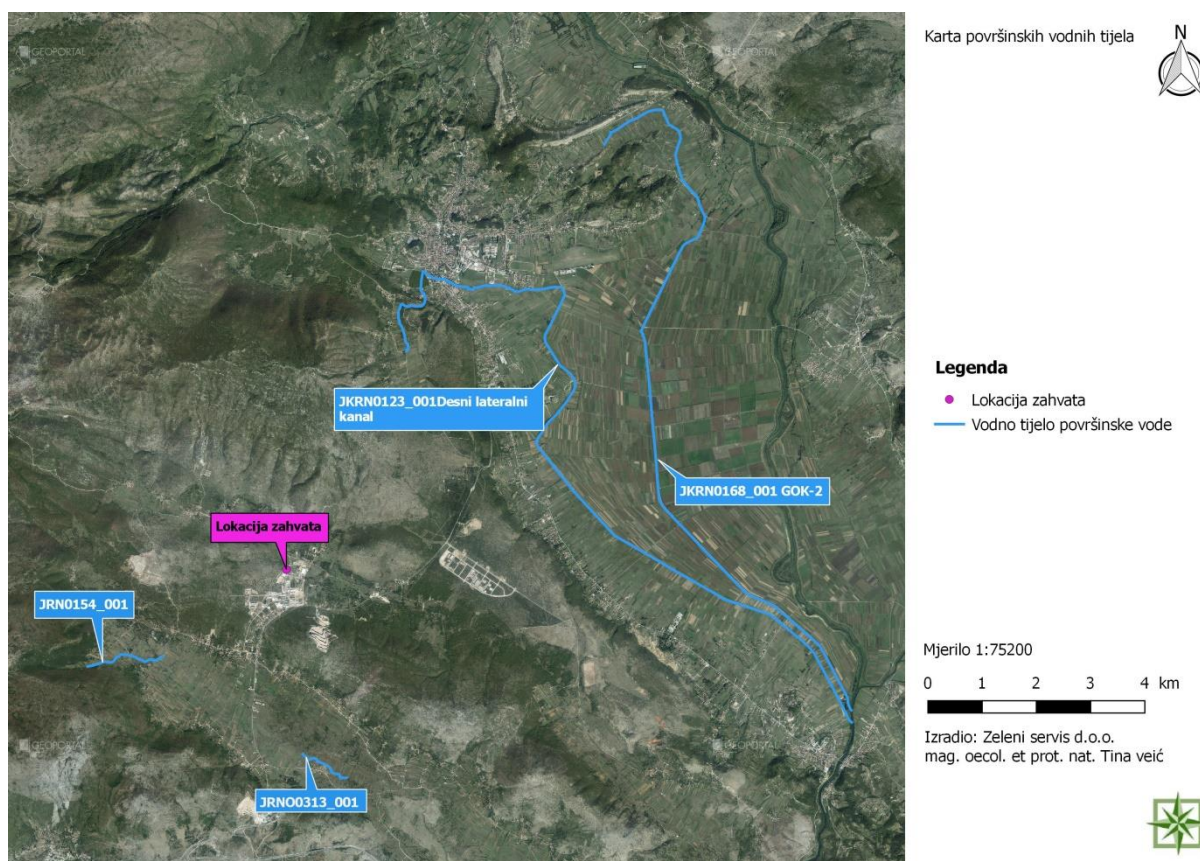 GEOPORTAL
GEOPORTAL
JKRN0123_001Desni lateralni
kanal
JKRN0168_001 GOK-2
Lokacija zahvata
JRN0154_001
GEOPORTAL
GEOPORTAL
JRNO0313_001
Karta površinskih vodnih tijela
N
Legenda
Lokacija zahvata
Vodno tijelo površinske vode
Mjerilo 1:75200
0 1 2 3 4 km
Izradio: Zeleni servis d.o.o.
mag. oecol. et prot. nat. Tina veić